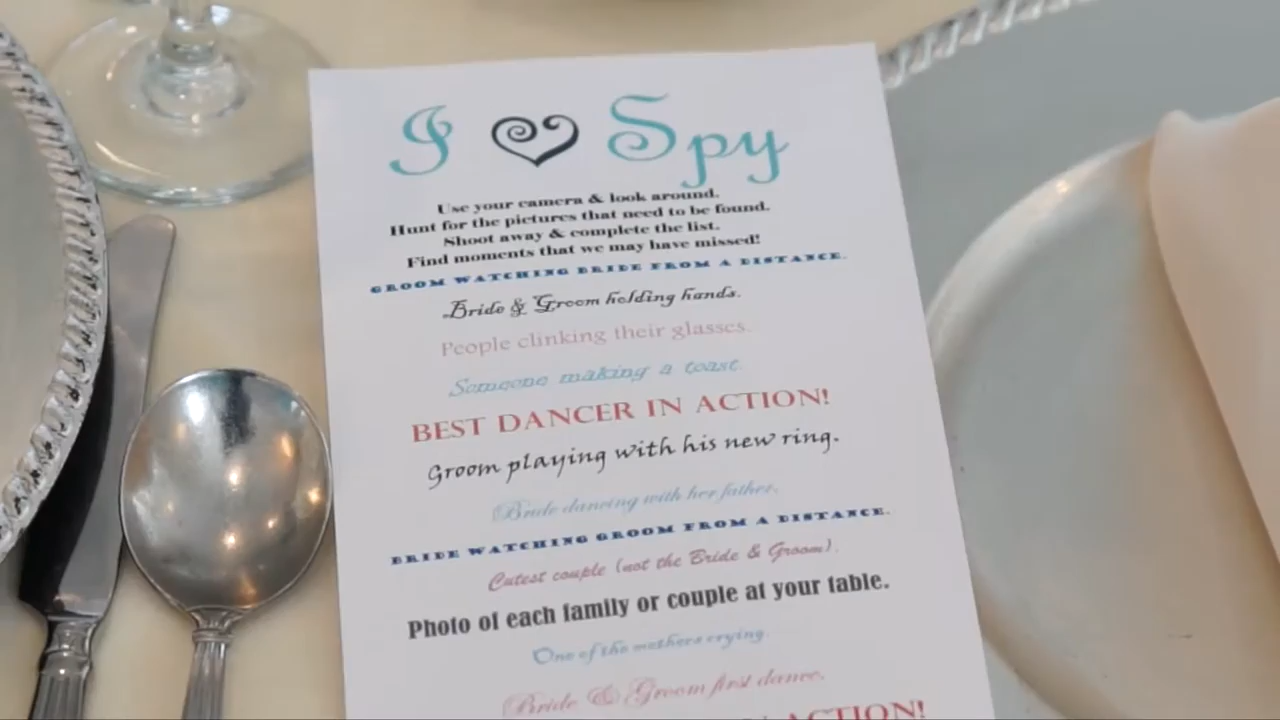 I Spy
Use your camera & look around.
Hunt for the pictures that need to be found.
Shoot away & complete the list.
Find moments that we may have missed!
GROOM WATCHING BRIDE FROM A DISTANCE.
Bride & Groom holding hands.
People clinking their glasses.
Someone making a toast.
BEST DANCER IN ACTION!
Groom playing with his new ring.
Bride dancing with her father.
BRIDE WATCHING GROOM FROM A DISTANCE.
Cutest couple (not the Bride & Groom).
Photo of each family or couple at your table.
One of the mothers crying.
Bride & Groom first dance.
ACTION!